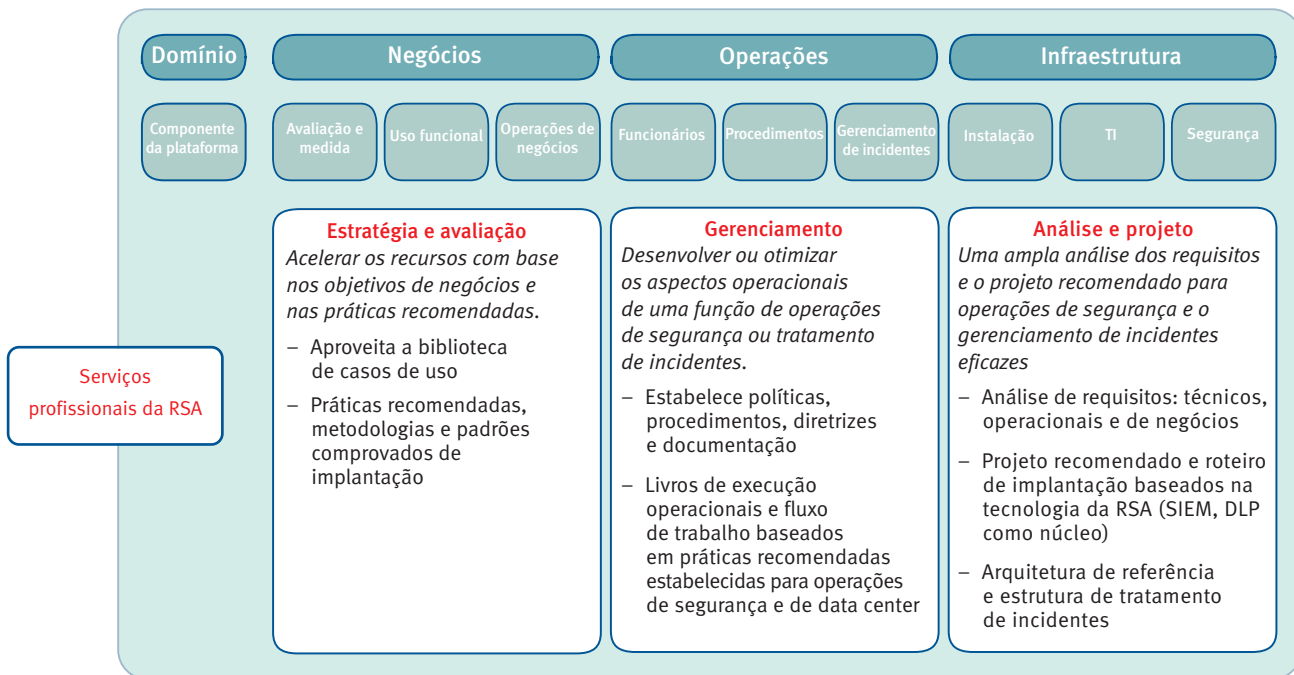 Domínio
Negócios
Operações
Infraestrutura
Componente
da plataforma
Avaliação e
medida
Uso funcional
Operações de
negócios
Funcionários
Procedimentos
Gerenciamento
de incidentes
Instalação
TI
Segurança
Serviços
profissionais da RSA
Estratégia e avaliação
Acelerar os recursos com base
nos objetivos de negócios e
nas práticas recomendadas.
– Aproveita a biblioteca
de casos de uso
– Práticas recomendadas,
metodologias e padrões
comprovados de
implantação
Gerenciamento
Desenvolver ou otimizar
os aspectos operacionais
de uma função de operações
de segurança ou tratamento
de incidentes.
– Estabelece políticas,
procedimentos, diretrizes
e documentação
– Livros de execução
operacionais e fluxo
de trabalho baseados
em práticas recomendadas
estabelecidas para operações
de segurança e de data center
Análise e projeto
Uma ampla análise dos requisitos
e o projeto recomendado para
operações de segurança e o
gerenciamento de incidentes
eficazes
– Análise de requisitos: técnicos,
operacionais e de negócios
– Projeto recomendado e roteiro
de implantação baseados na
tecnologia da RSA (SIEM, DLP
como núcleo)
– Arquitetura de referência
e estrutura de tratamento
de incidentes